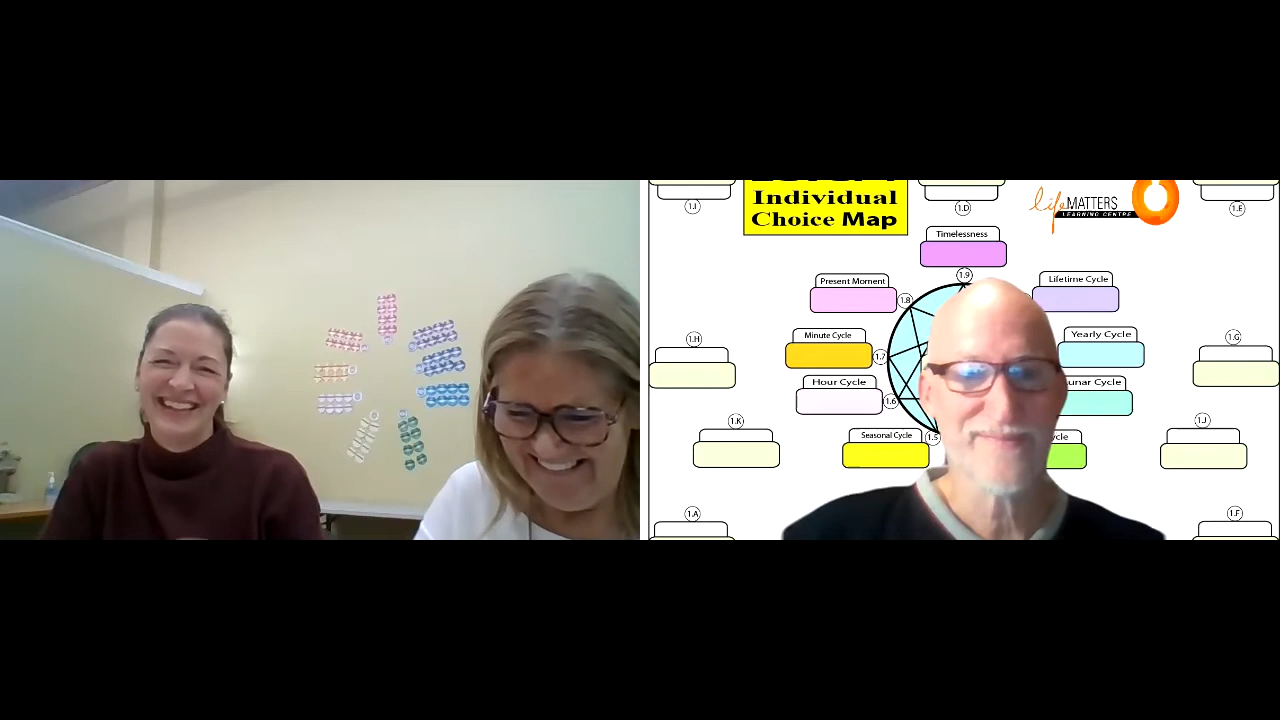 Individual
Choice Map
life MATTERS
LEARNING CENTRE
1.I
1.D
1.E
Timelessness
1.9
Present Moment
1.8
Lifetime Cycle
Minute Cycle
1.7
Yearly Cycle
1.H
1.G
Hour Cycle
1.6
unar Cycle
1.K
Seasonal Cycle
1.5
ycle
1.J
1.A
1.F